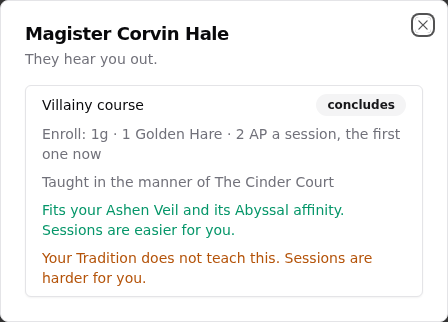 Magister Corvin Hale
They hear you out.
Villainy course
concludes
Enroll: 1g · 1 Golden Hare · 2 AP a session, the first
one now
Taught in the manner of The Cinder Court
Fits your Ashen Veil and its Abyssal affinity.
Sessions are easier for you.
Your Tradition does not teach this. Sessions are
harder for you.